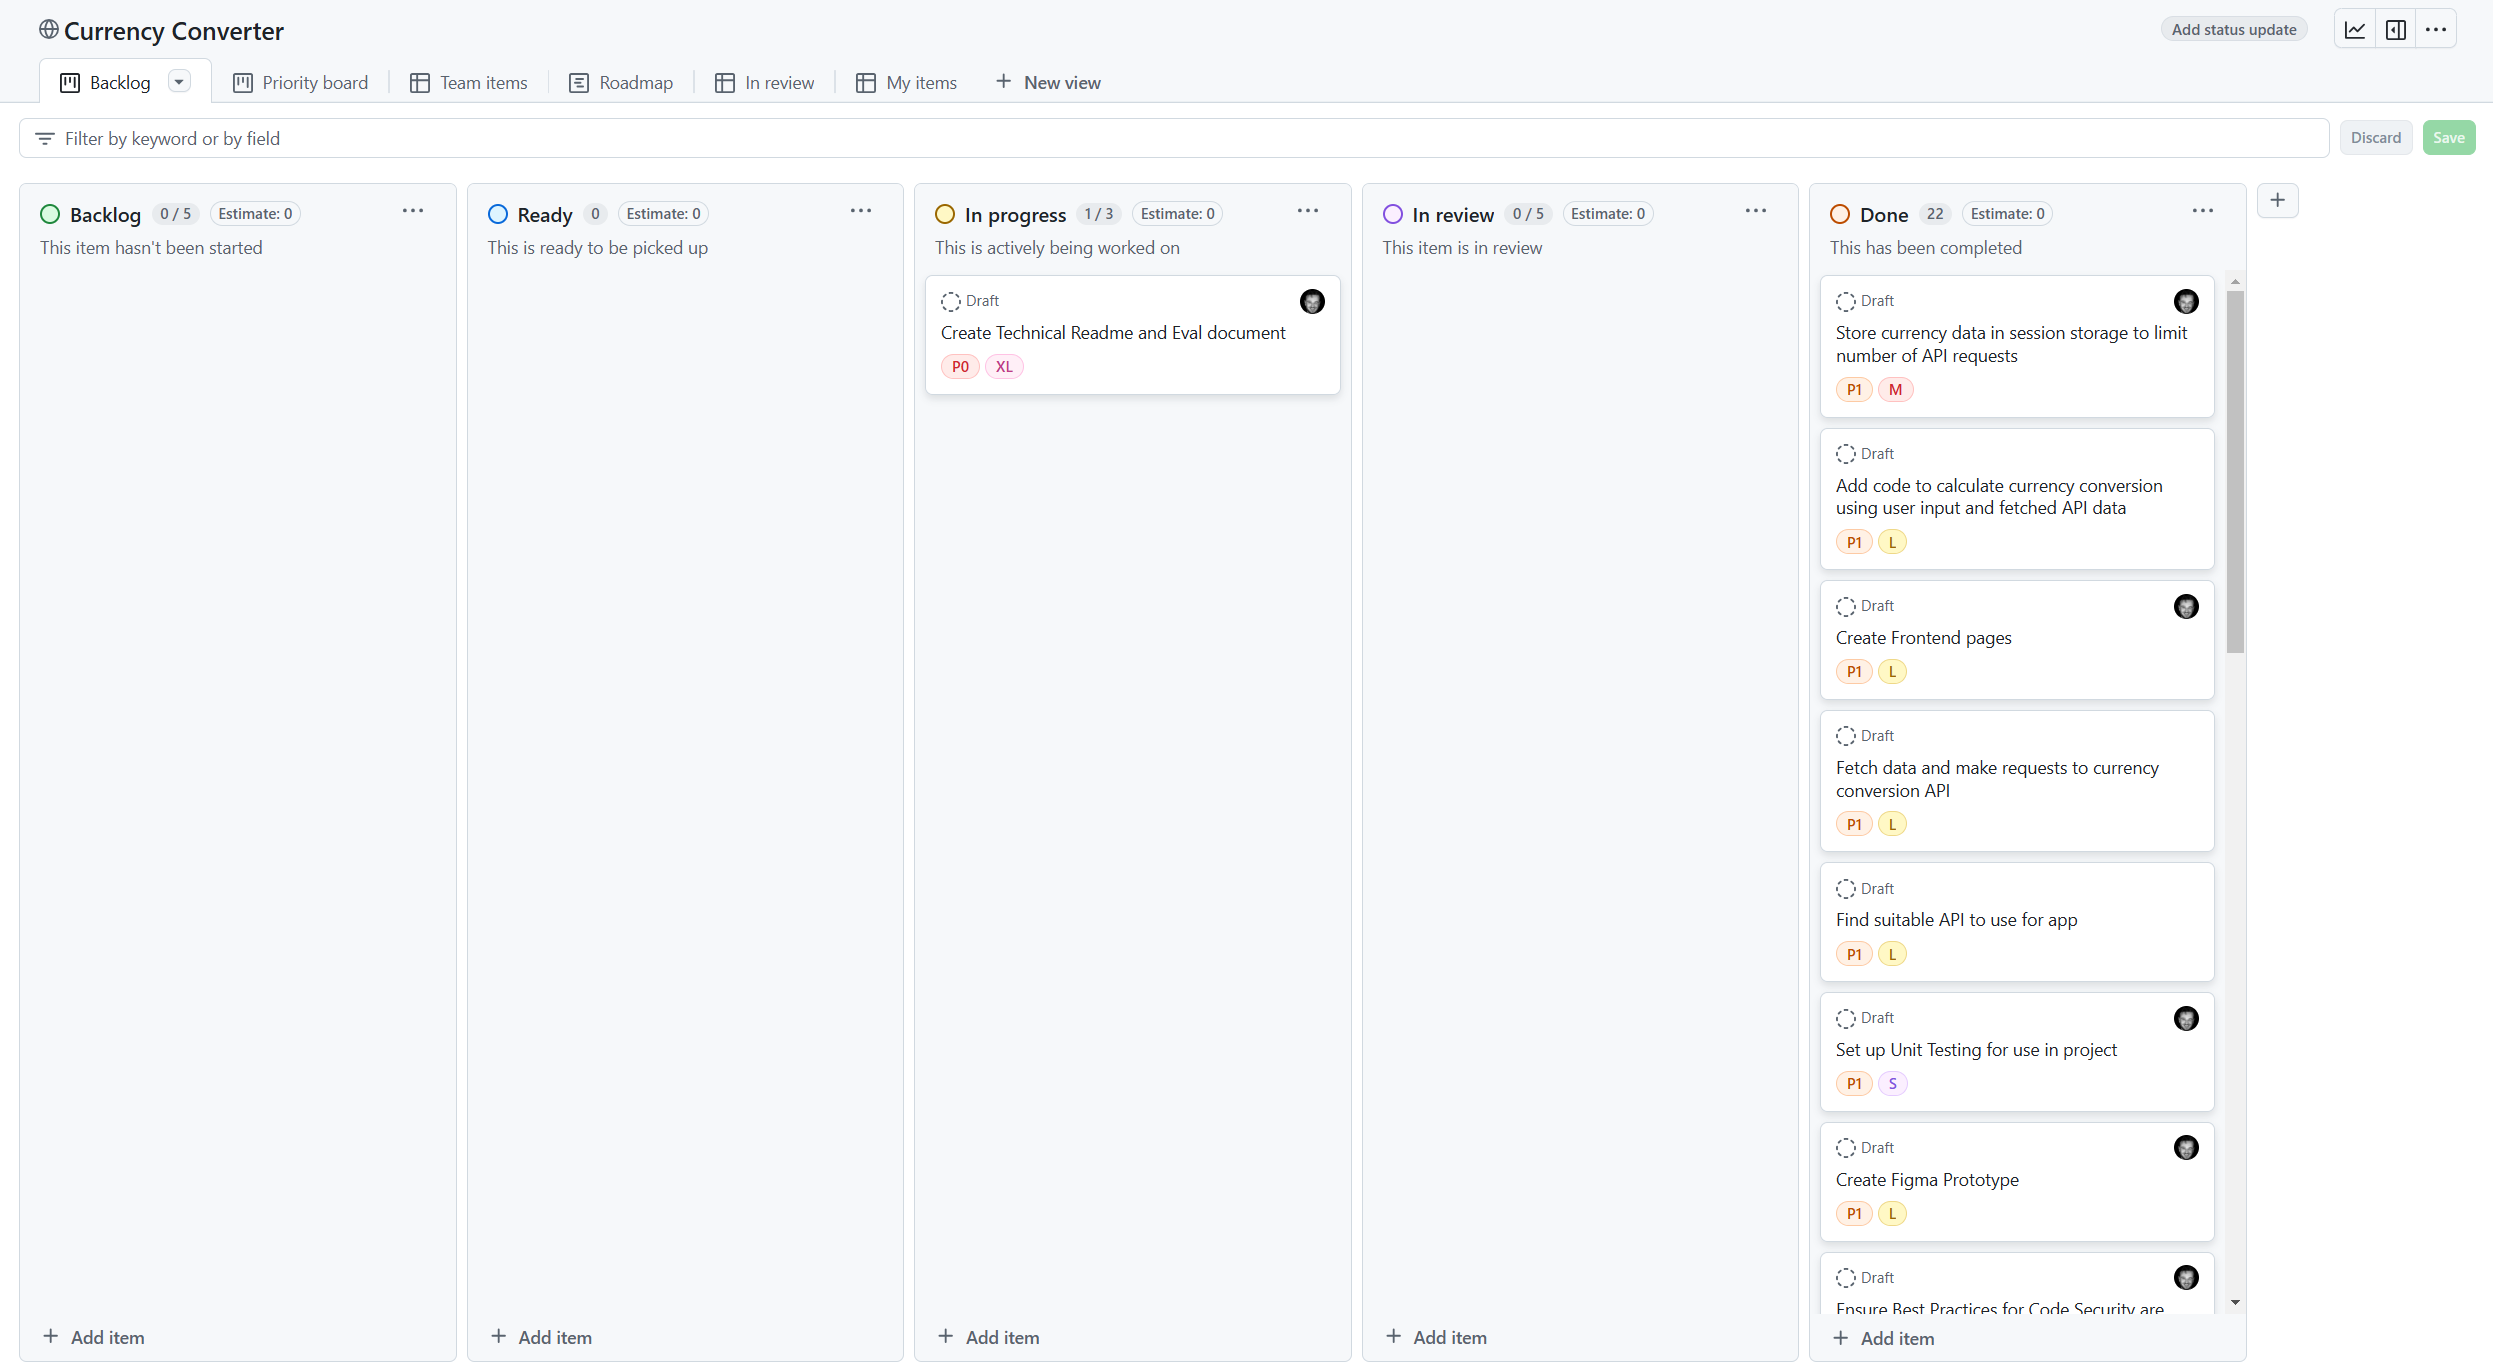 Currency Converter
Add status update
Backlog
Priority board
Team items
Roadmap
In review
My items
New view
Filter by keyword or by field
Discard
Save
Backlog 0 / 5 Estimate: 0
This item hasn't been started
Add item
Ready 0 Estimate: 0
This is ready to be picked up
Add item
In progress 1 / 3 Estimate: 0
This is actively being worked on
Draft
Create Technical Readme and Eval document
P0 XL
Add item
In review 0 / 5 Estimate: 0
This item is in review
Add item
Done 22 Estimate: 0
This has been completed
Draft
Store currency data in session storage to limit
number of API requests
P1 M
Draft
Add code to calculate currency conversion
using user input and fetched API data
P1 L
Draft
Create Frontend pages
P1 L
Draft
Fetch data and make requests to currency
conversion API
P1 L
Draft
Find suitable API to use for app
P1 L
Draft
Set up Unit Testing for use in project
P1 S
Draft
Create Figma Prototype
P1 L
Draft
Ensure Best Practices for Code Security are
Add item